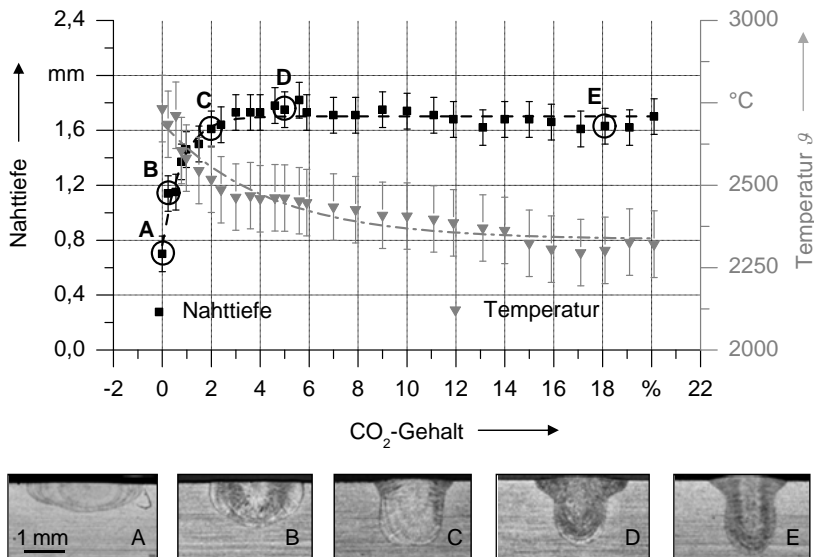 2,4
mm
1,6
1,2
0,8
0,4
0,0
Nahttiefe
3000
°C
2500
2250
2000
Temperatur ϑ
A
B
C
D
E
Nahttiefe
Temperatur
-2 0 2 4 6 8 10 12 14 16 18 % 22
CO₂-Gehalt
1 mm
A
B
C
D
E